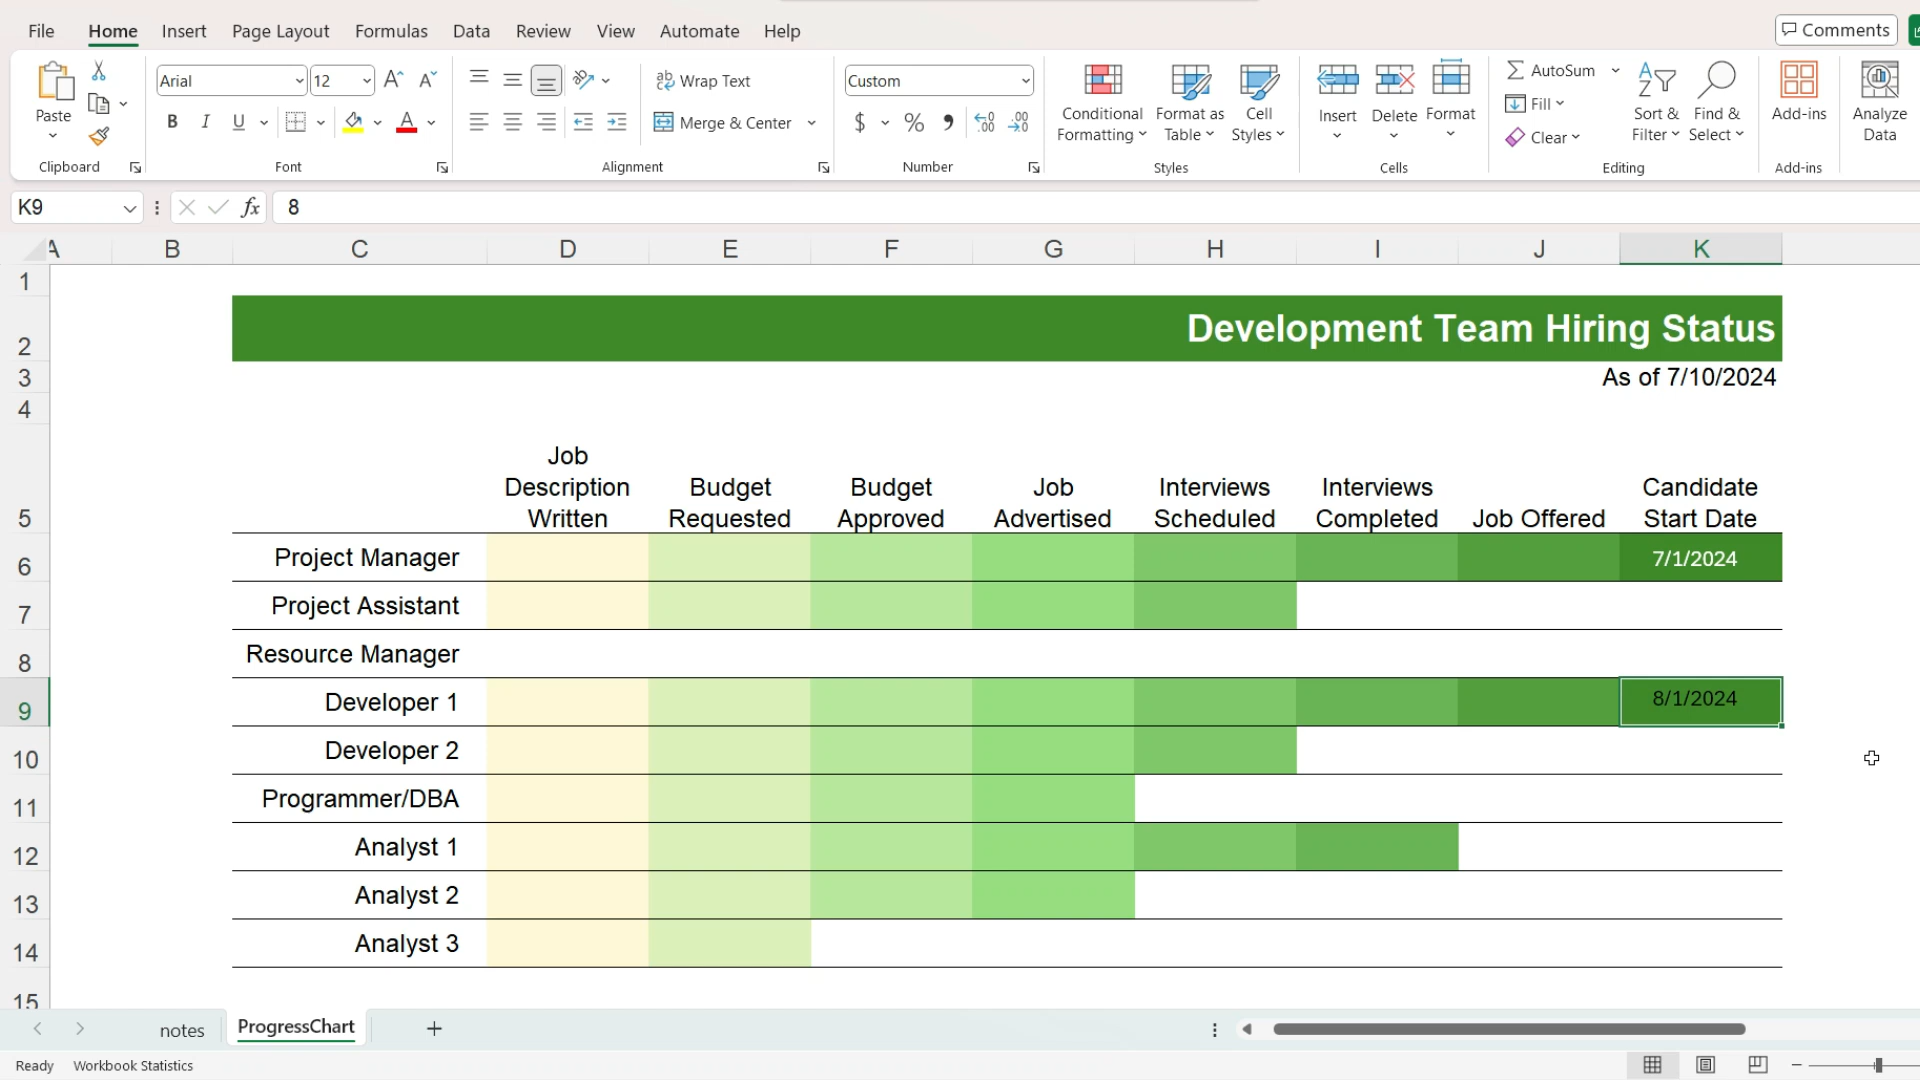 File Home Insert Page Layout Formulas Data Review View Automate Help Comments
Paste
Clipboard
Arial 12
B I U A
Font
Wrap Text
Merge & Center
Alignment
Custom
$ % 9 .00 .00
Number
Conditional Formatting
Format as Table
Cell Styles
Styles
Insert Delete Format
Cells
AutoSum
Fill
Clear
Sort & Filter
Find & Select
Editing
Add-ins
Add-ins
Analyze Data
K9 fx 8
A B C D E F G H I J K
1
2 Development Team Hiring Status
3 As of 7/10/2024
4
Job
Description Budget Budget Job Interviews Interviews Candidate
5 Written Requested Approved Advertised Scheduled Completed Job Offered Start Date
6 Project Manager 7/1/2024
7 Project Assistant
8 Resource Manager
9 Developer 1 8/1/2024
10 Developer 2
11 Programmer/DBA
12 Analyst 1
13 Analyst 2
14 Analyst 3
15
notes ProgressChart +
Ready Workbook Statistics